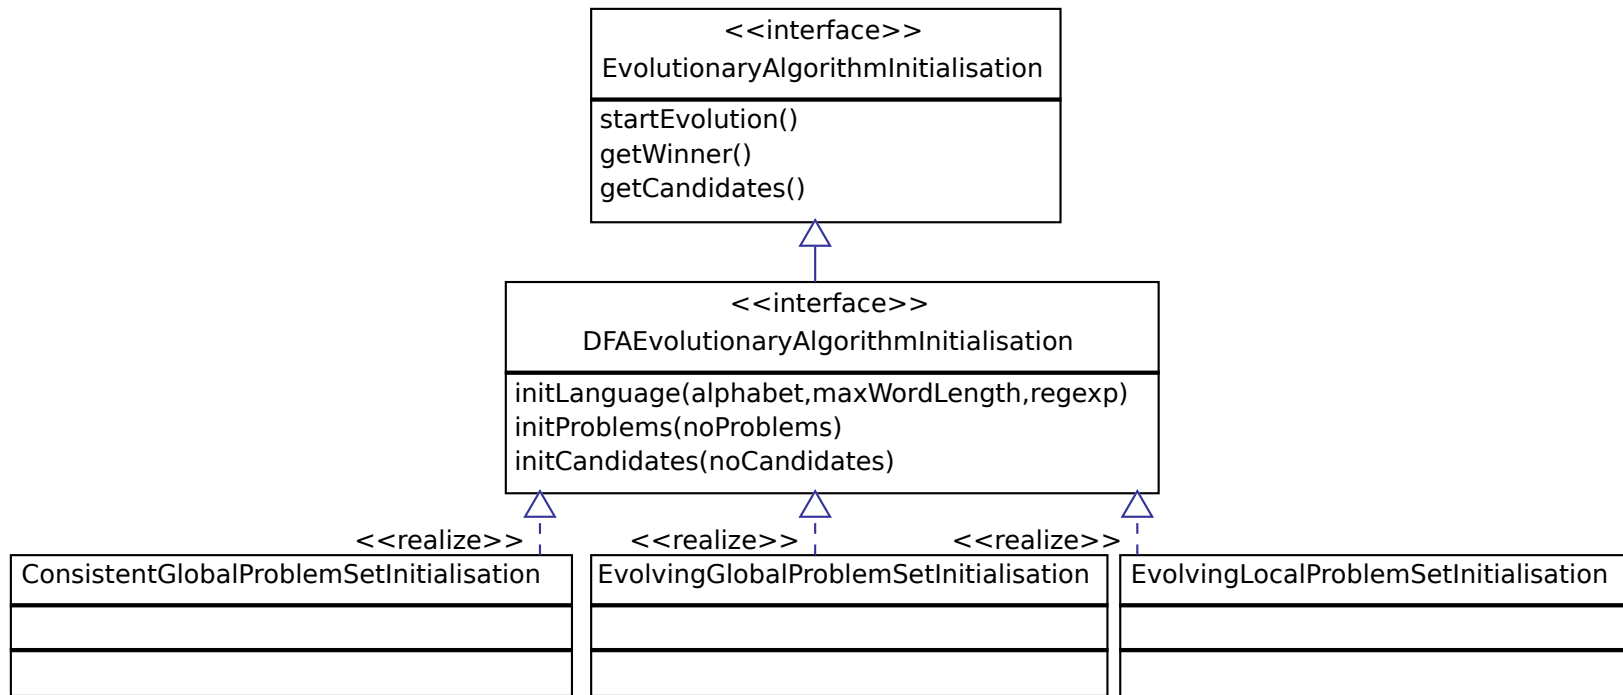 <<interface>>
EvolutionaryAlgorithmInitialisation
startEvolution()
getWinner()
getCandidates()
<<interface>>
DFAEvolutionaryAlgorithmInitialisation
initLanguage(alphabet,maxWordLength,regexp)
initProblems(noProblems)
initCandidates(noCandidates)
<<realize>>
<<realize>>
<<realize>>
ConsistentGlobalProblemSetInitialisation
EvolvingGlobalProblemSetInitialisation
EvolvingLocalProblemSetInitialisation